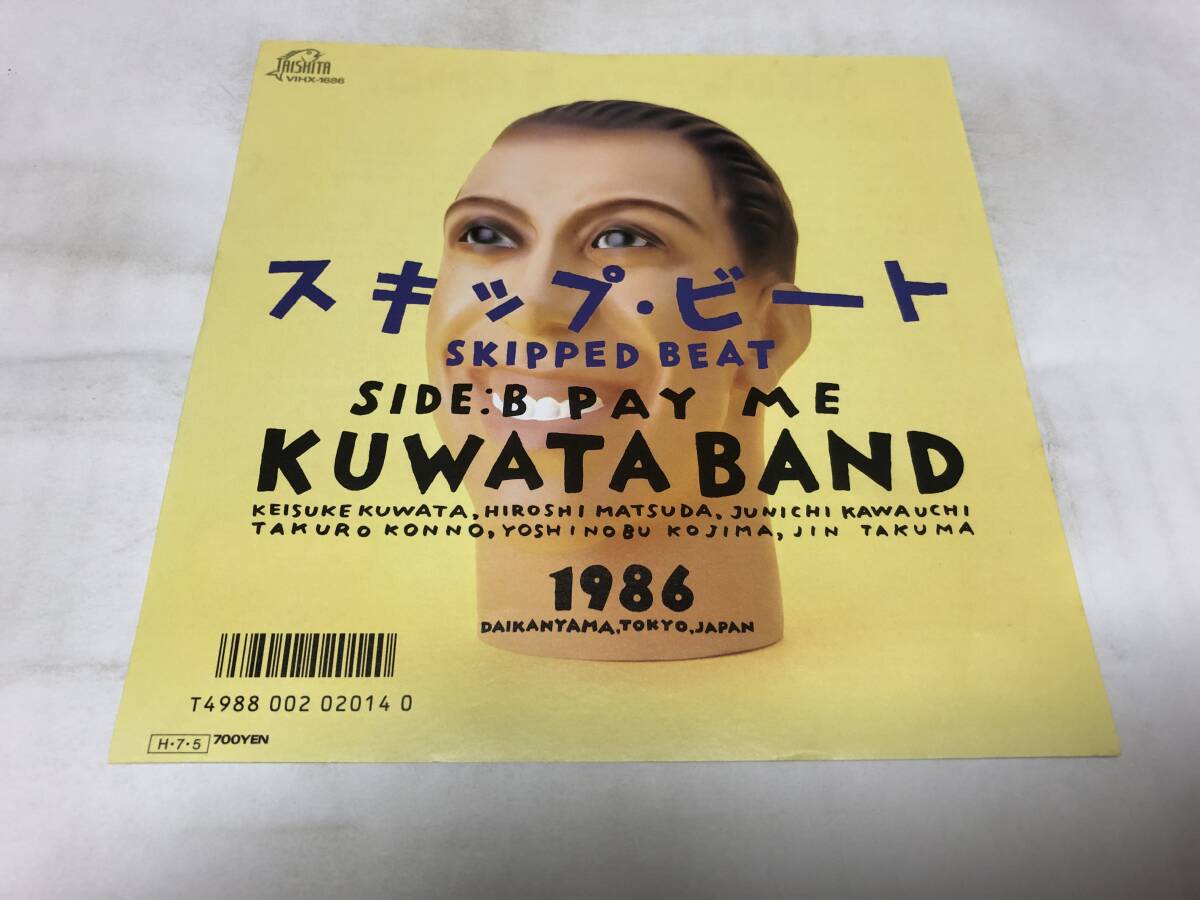 TAISHITA
VIHX-1686
スキップ・ビート
SKIPPED BEAT
SIDE:B PAY ME
KUWATA BAND
KEISUKE KUWATA, HIROSHI MATSUDA, JUNICHI KAWAUCHI
TAKURO KONNO, YOSHINOBU KOJIMA, JIN TAKUMA
1986
DAIKANYAMA, TOKYO, JAPAN
T4988 002 02014 0
H・7・5 700YEN